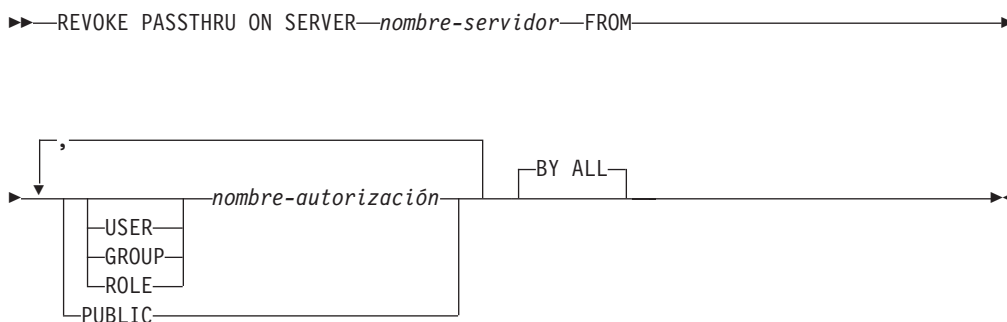 REVOKE PASSTHRU ON SERVER nombre-servidor FROM
,
BY ALL
nombre-autorización
USER
GROUP
ROLE
PUBLIC